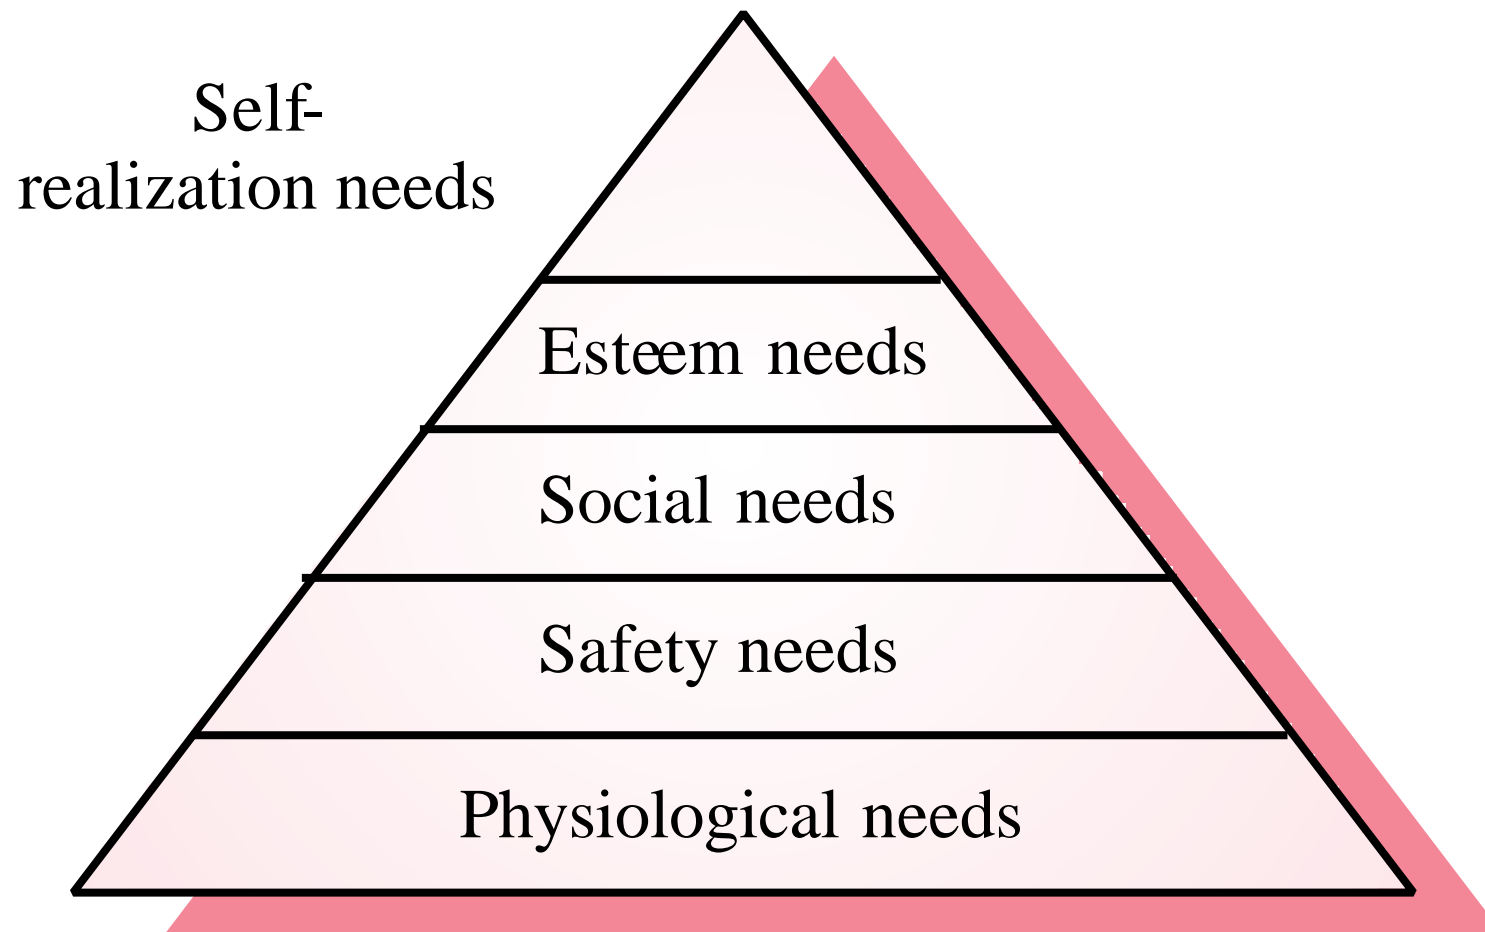 Self-
realization needs
Esteem needs
Social needs
Safety needs
Physiological needs